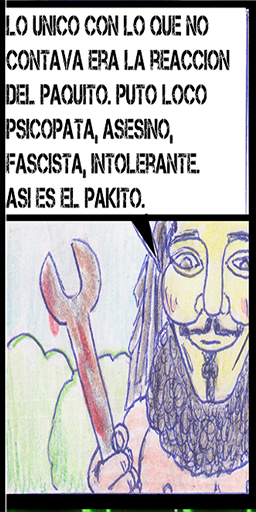 LO UNICO CON LO QUE NO
CONTAVA ERA LA REACCION
DEL PAQUITO. PUTO LOCO
PSICOPATA, ASESINO,
FASCISTA, INTOLERANTE.
ASI ES EL PAKITO.